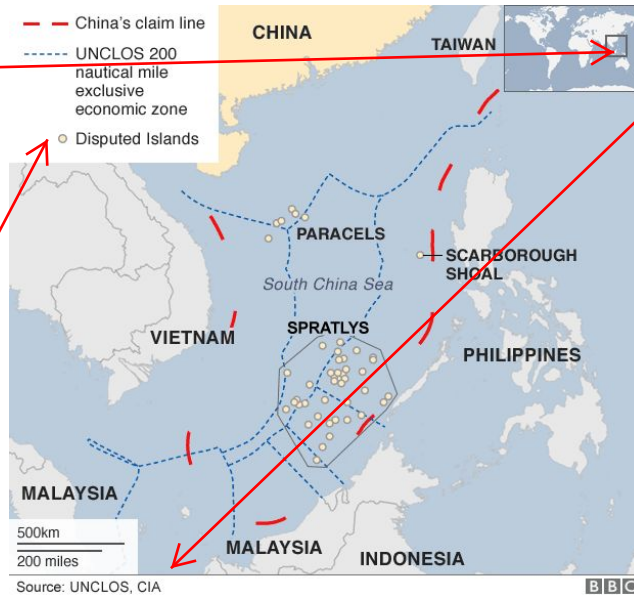 China's claim line
UNCLOS 200
nautical mile
exclusive
economic zone
Disputed Islands
CHINA
TAIWAN
PARACELS
SCARBOROUGH
SHOAL
South China Sea
VIETNAM
SPRATLYS
PHILIPPINES
MALAYSIA
500km
200 miles
MALAYSIA
INDONESIA
Source: UNCLOS, CIA
BBC